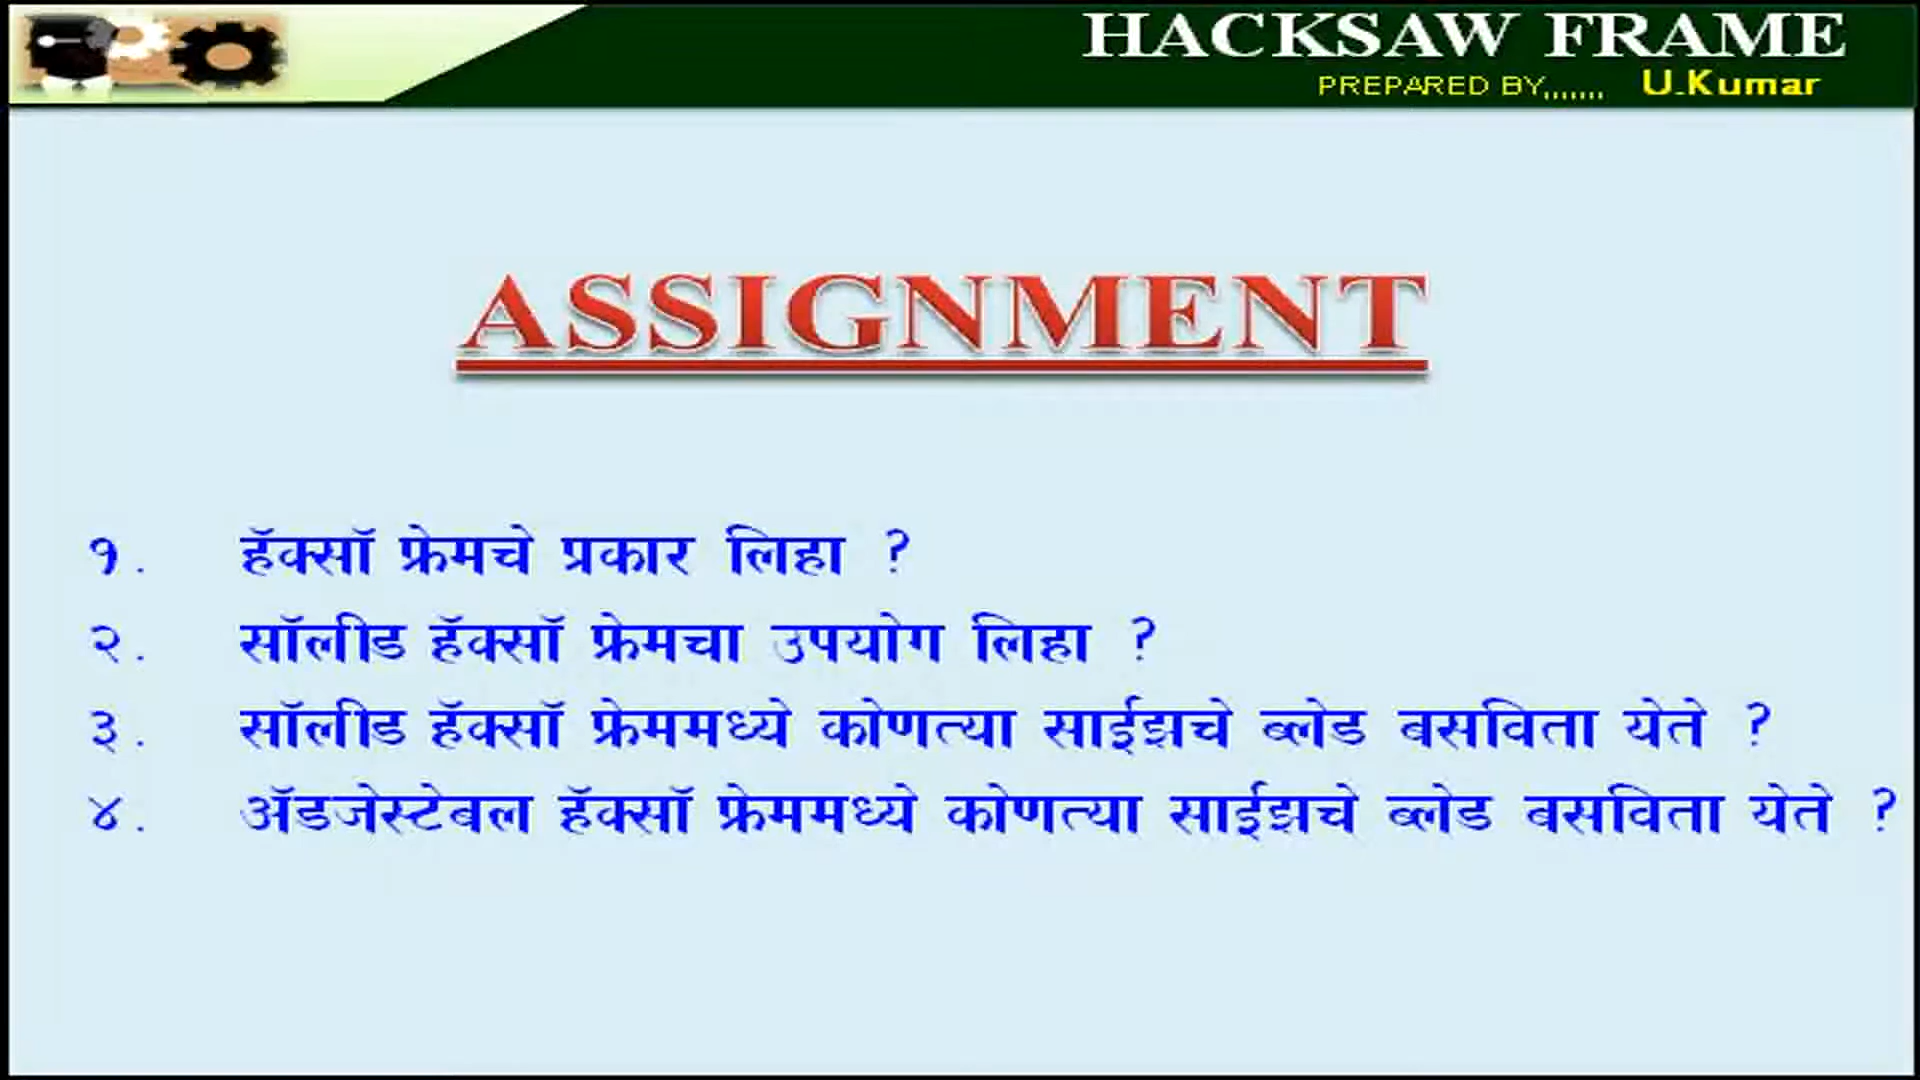 HACKSAW FRAME
PREPARED BY,,,,,,, U.Kumar
ASSIGNMENT
१. हॅक्सॉ फ्रेमचे प्रकार लिहा ?
२. सॉलीड हॅक्सॉ फ्रेमचा उपयोग लिहा ?
३. सॉलीड हॅक्सॉ फ्रेममध्ये कोणत्या साईझचे ब्लेड बसविता येते ?
४. ॲडजेस्टेबल हॅक्सॉ फ्रेममध्ये कोणत्या साईझचे ब्लेड बसविता येते ?